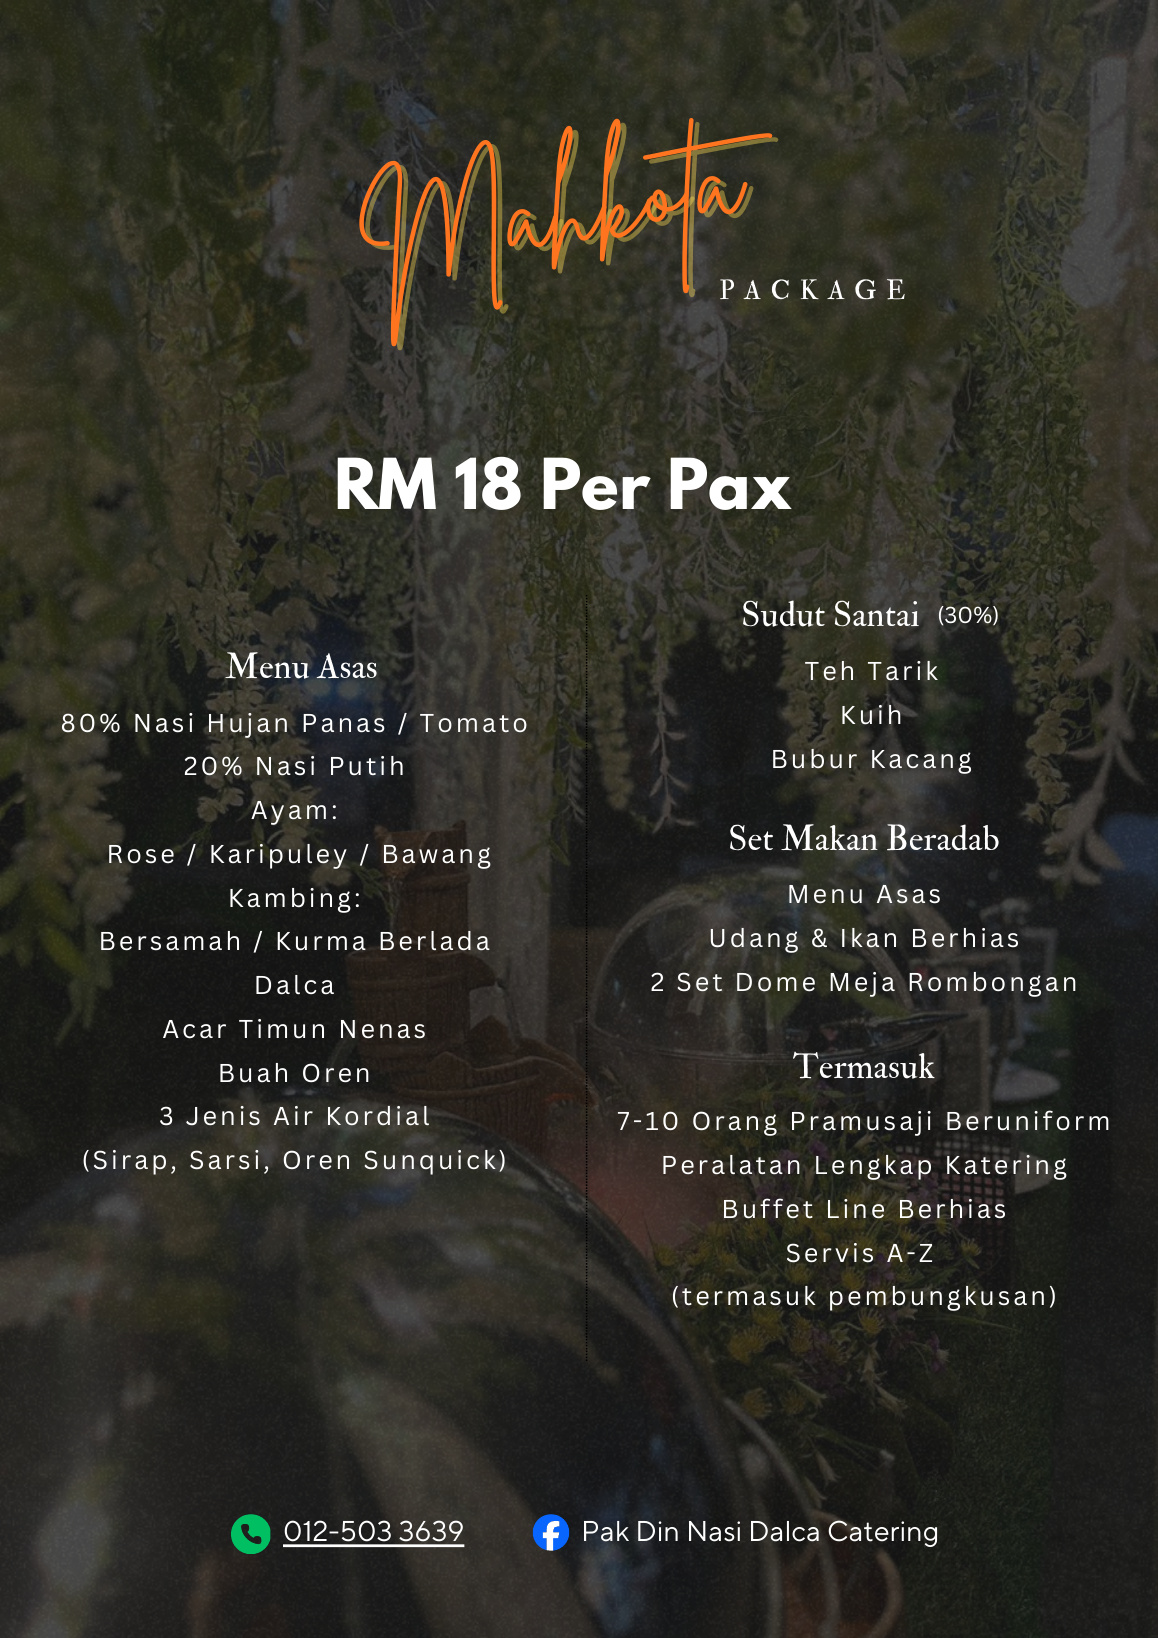 Mahkota
PACKAGE
RM 18 Per Pax
Menu Asas
80% Nasi Hujan Panas / Tomato
20% Nasi Putih
Ayam:
Rose / Karipuley / Bawang
Kambing:
Bersamah / Kurma Berlada
Dalca
Acar Timun Nenas
Buah Oren
3 Jenis Air Kordial
(Sirap, Sarsi, Oren Sunquick)
Sudut Santai (30%)
Teh Tarik
Kuih
Bubur Kacang
Set Makan Beradab
Menu Asas
Udang & Ikan Berhias
2 Set Dome Meja Rombongan
Termasuk
7-10 Orang Pramusaji Beruniform
Peralatan Lengkap Katering
Buffet Line Berhias
Servis A-Z
(termasuk pembungkusan)
012-503 3639
Pak Din Nasi Dalca Catering